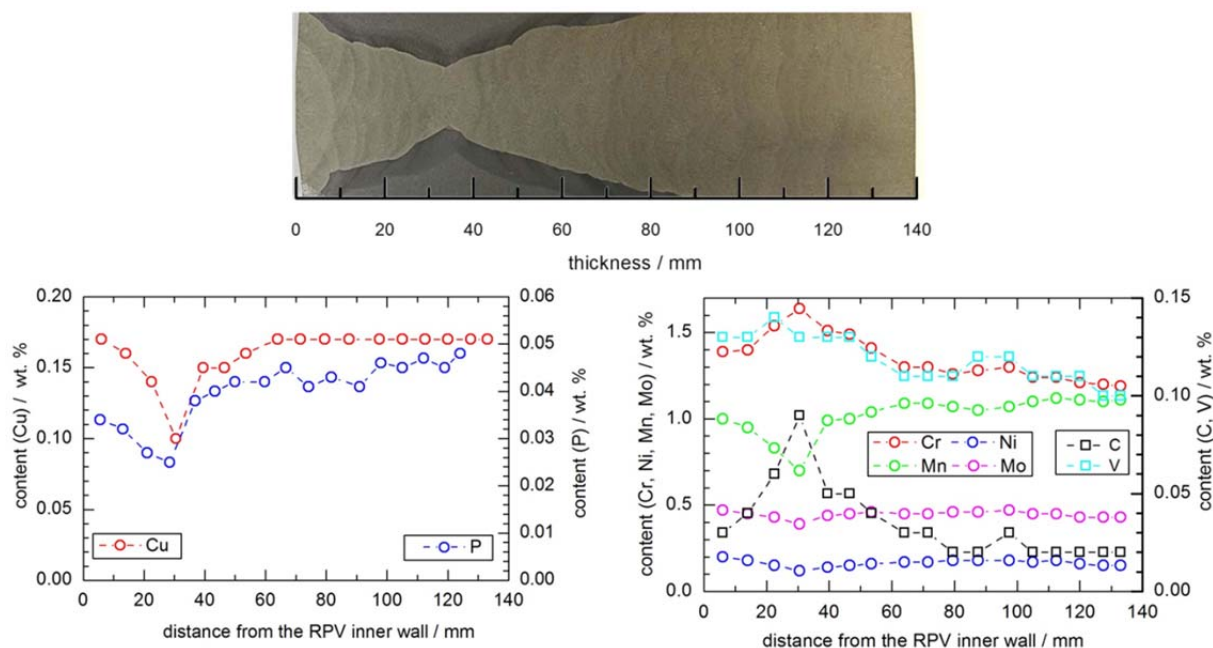 0 20 40 60 80 100 120 140
thickness / mm
0.20
0.15
0.10
0.05
0.00
content (Cu) / wt. %
0.06
0.05
0.04
0.03
0.02
0.01
0.00
content (P) / wt. %
Cu
P
0 20 40 60 80 100 120 140
distance from the RPV inner wall / mm
1.5
1.0
0.5
0.0
content (Cr, Ni, Mn, Mo) / wt. %
0.15
0.10
0.05
0.00
content (C, V) / wt. %
Cr Ni
Mn Mo
C
V
0 20 40 60 80 100 120 140
distance from the RPV inner wall / mm